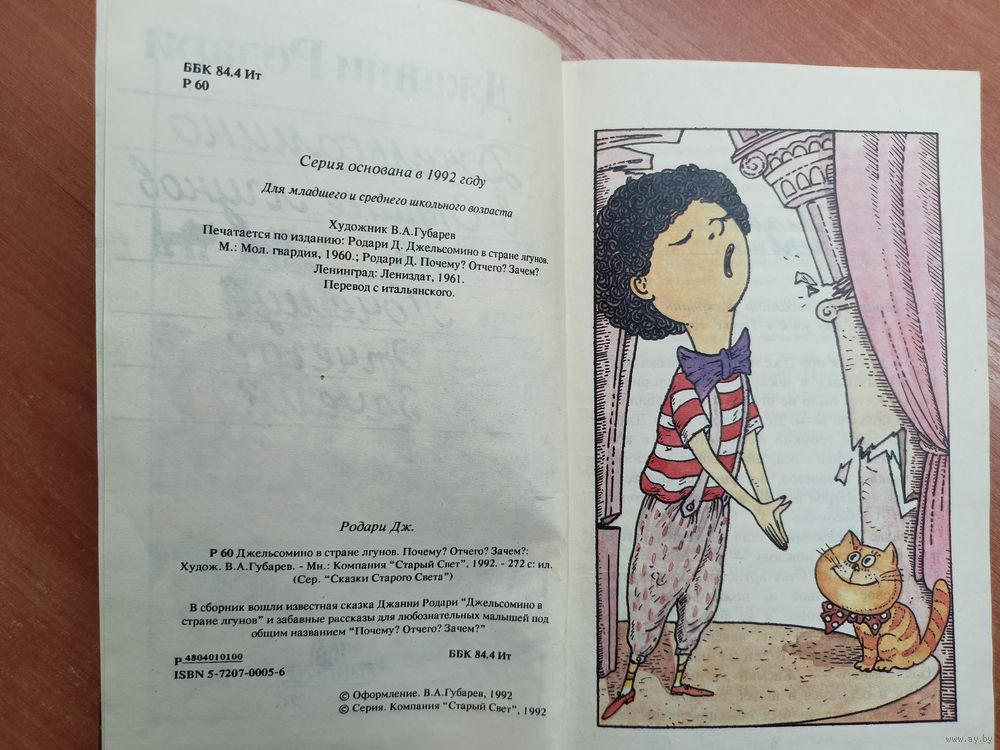 ББК 84.4 Ит
Р 60
Серия основана в 1992 году
Для младшего и среднего школьного возраста
Художник В.А.Губарев
Печатается по изданию: Родари Д. Джельсомино в стране лгунов.
М.: Мол. гвардия, 1960.; Родари Д. Почему? Отчего? Зачем?
Ленинград: Лениздат, 1961.
Перевод с итальянского.
Родари Дж.
Р 60 Джельсомино в стране лгунов. Почему? Отчего? Зачем?:
Худож. В.А.Губарев. - Мн.: Компания "Старый Свет", 1992. - 272 с: ил.
(Сер. "Сказки Старого Света")
В сборник вошли известная сказка Джанни Родари "Джельсомино в
стране лгунов" и забавные рассказы для любознательных малышей под
общим названием "Почему? Отчего? Зачем?"
Р 4804010100
ББК 84.4 Ит
ISBN 5-7207-0005-6
© Оформление. В.А.Губарев, 1992
© Серия. Компания "Старый Свет", 1992
www.ay.by